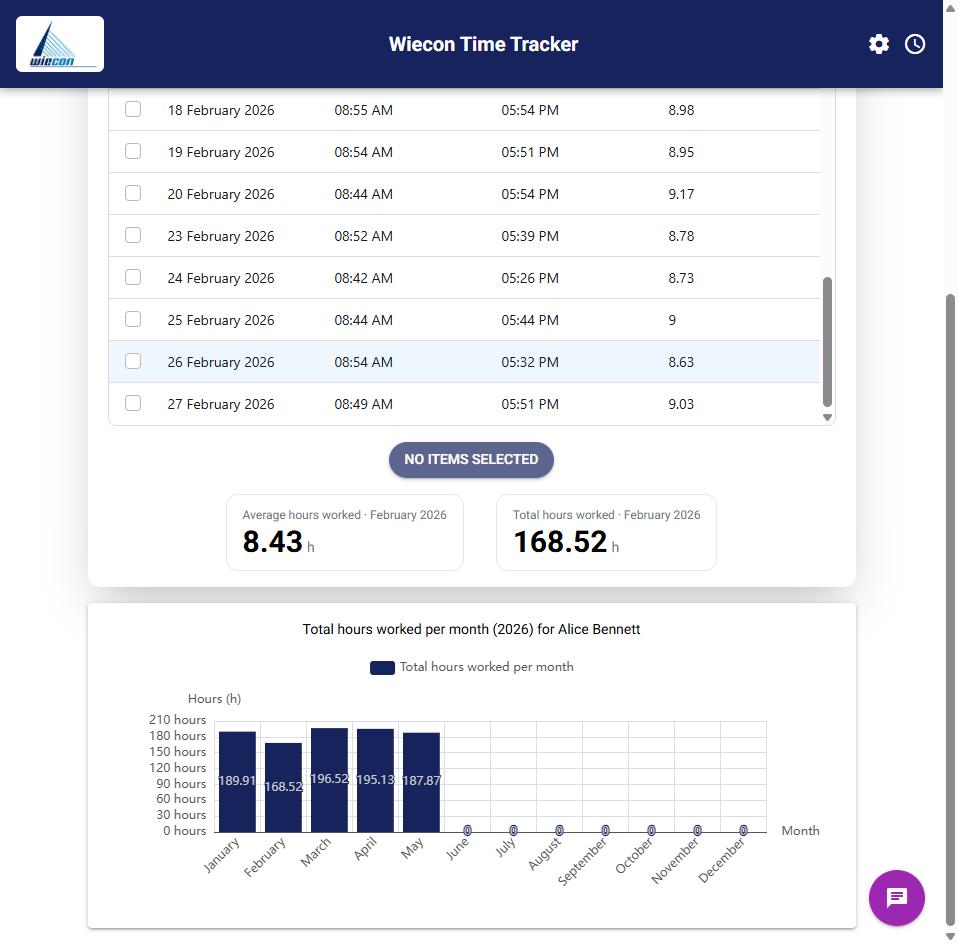 wiecon
Wiecon Time Tracker
18 February 2026 08:55 AM 05:54 PM 8.98
19 February 2026 08:54 AM 05:51 PM 8.95
20 February 2026 08:44 AM 05:54 PM 9.17
23 February 2026 08:52 AM 05:39 PM 8.78
24 February 2026 08:42 AM 05:26 PM 8.73
25 February 2026 08:44 AM 05:44 PM 9
26 February 2026 08:54 AM 05:32 PM 8.63
27 February 2026 08:49 AM 05:51 PM 9.03
NO ITEMS SELECTED
Average hours worked · February 2026
8.43 h
Total hours worked · February 2026
168.52 h
Total hours worked per month (2026) for Alice Bennett
Total hours worked per month
Hours (h)
210 hours
180 hours
150 hours
120 hours
90 hours
60 hours
30 hours
0 hours
189.91 168.52 196.52 195.13 187.87 0 0 0 0 0 0 0
Month
January February March April May June July August September October November December